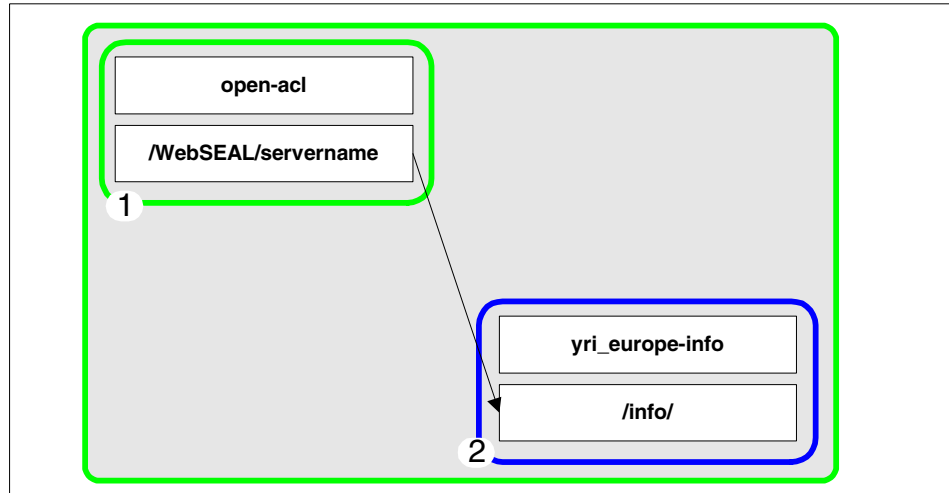 open-acl
/WebSEAL/servername
1
yri_europe-info
/info/
2